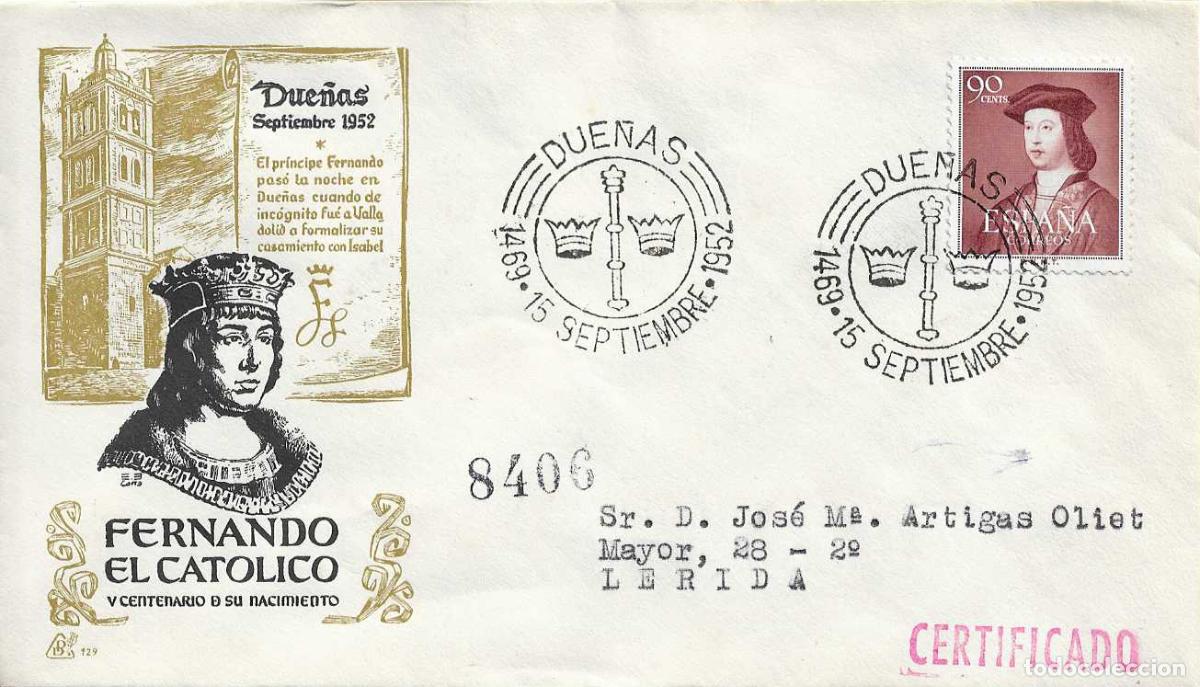 Dueñas
Septiembre 1952
*
El príncipe Fernando
pasó la noche en
Dueñas cuando de
incógnito fué a Valla
dolid a formalizar su
casamiento con Isabel
FERNANDO
EL CATOLICO
V CENTENARIO D SU NACIMIENTO
129
DUEÑAS
1469 · 15 SEPTIEMBRE · 1952
90
CENTS.
ESPAÑA
CORREOS
DUEÑAS
1469 · 15 SEPTIEMBRE · 1952
8406
Sr. D. José Mª. Artigas Oliet
Mayor, 28 - 2º
LERIDA
CERTIFICADO
todocoleccion